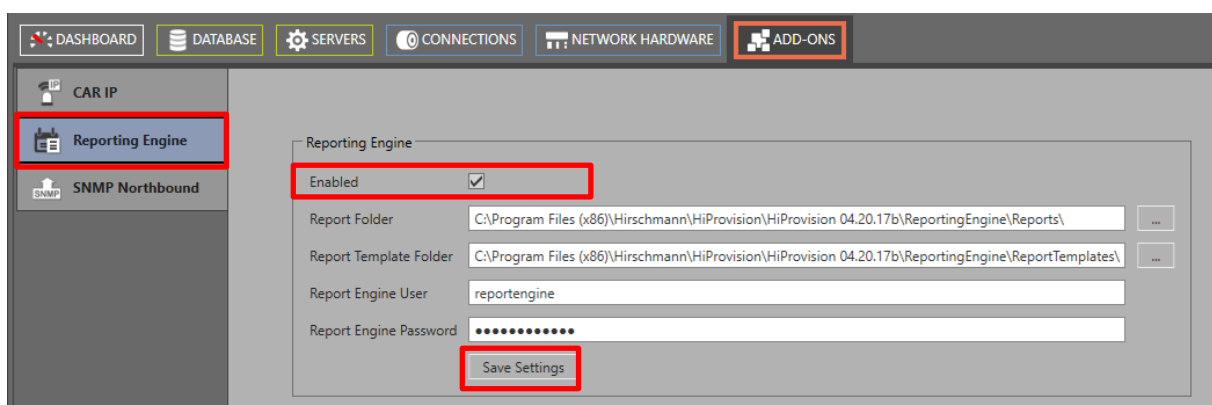 DASHBOARD DATABASE SERVERS CONNECTIONS NETWORK HARDWARE ADD-ONS
IP CAR IP
Reporting Engine
SNMP SNMP Northbound
Reporting Engine
Enabled
Report Folder C:\Program Files (x86)\Hirschmann\HiProvision\HiProvision 04.20.17b\ReportingEngine\Reports\ ...
Report Template Folder C:\Program Files (x86)\Hirschmann\HiProvision\HiProvision 04.20.17b\ReportingEngine\ReportTemplates\ ...
Report Engine User reportengine
Report Engine Password ●●●●●●●●●●●●
Save Settings